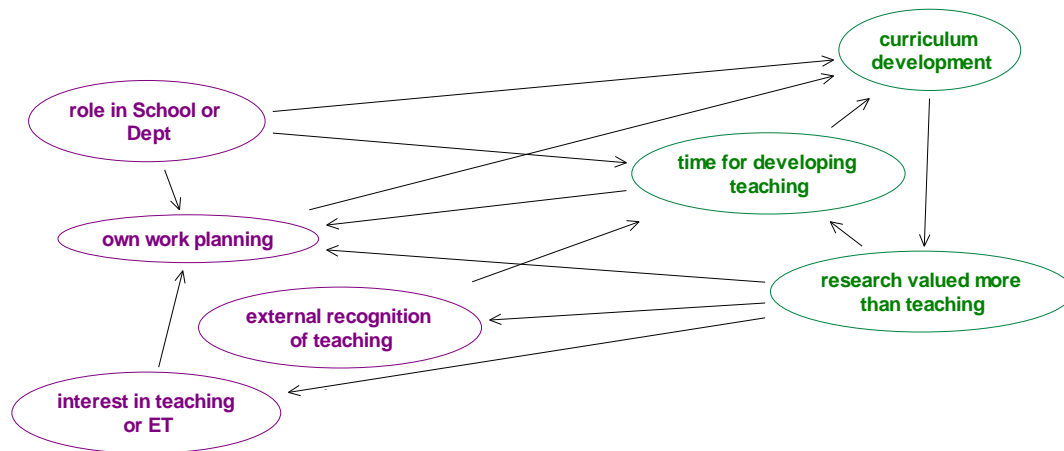 curriculum
development
role in School or
Dept
time for developing
teaching
own work planning
research valued more
than teaching
external recognition
of teaching
interest in teaching
or ET